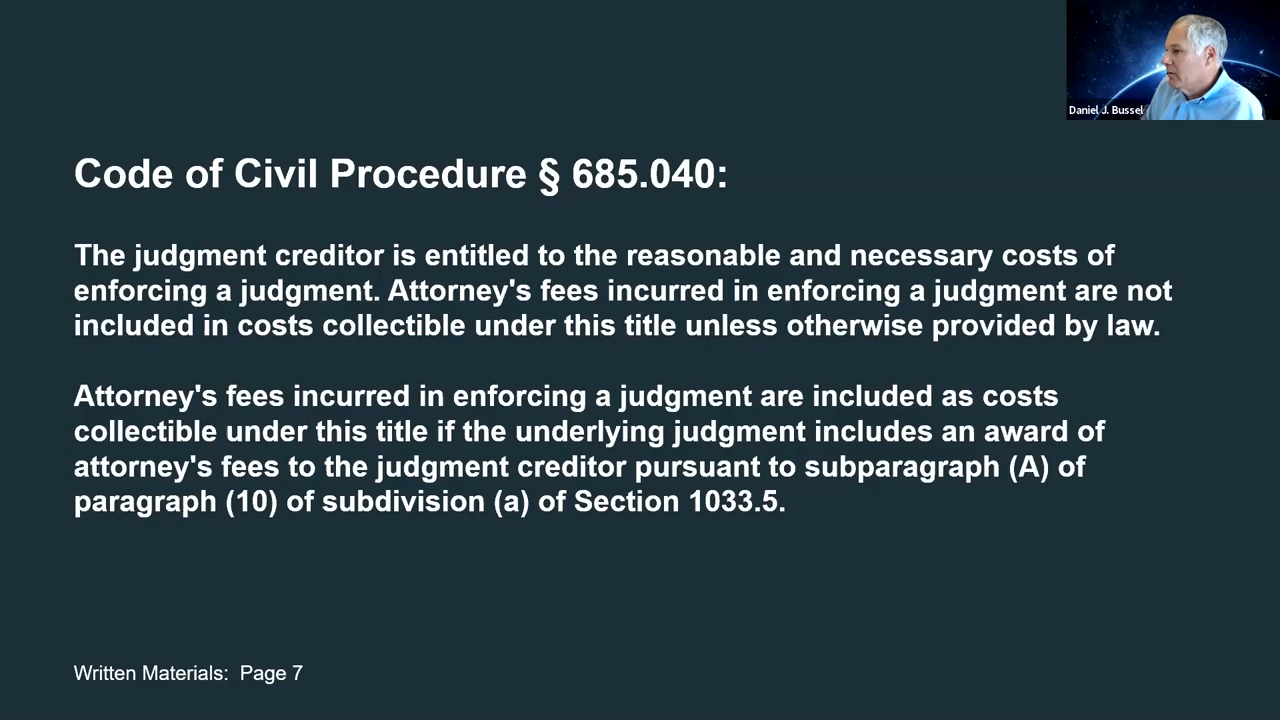 Daniel J. Bussel
Code of Civil Procedure § 685.040:
The judgment creditor is entitled to the reasonable and necessary costs of
enforcing a judgment. Attorney's fees incurred in enforcing a judgment are not
included in costs collectible under this title unless otherwise provided by law.
Attorney's fees incurred in enforcing a judgment are included as costs
collectible under this title if the underlying judgment includes an award of
attorney's fees to the judgment creditor pursuant to subparagraph (A) of
paragraph (10) of subdivision (a) of Section 1033.5.
Written Materials: Page 7